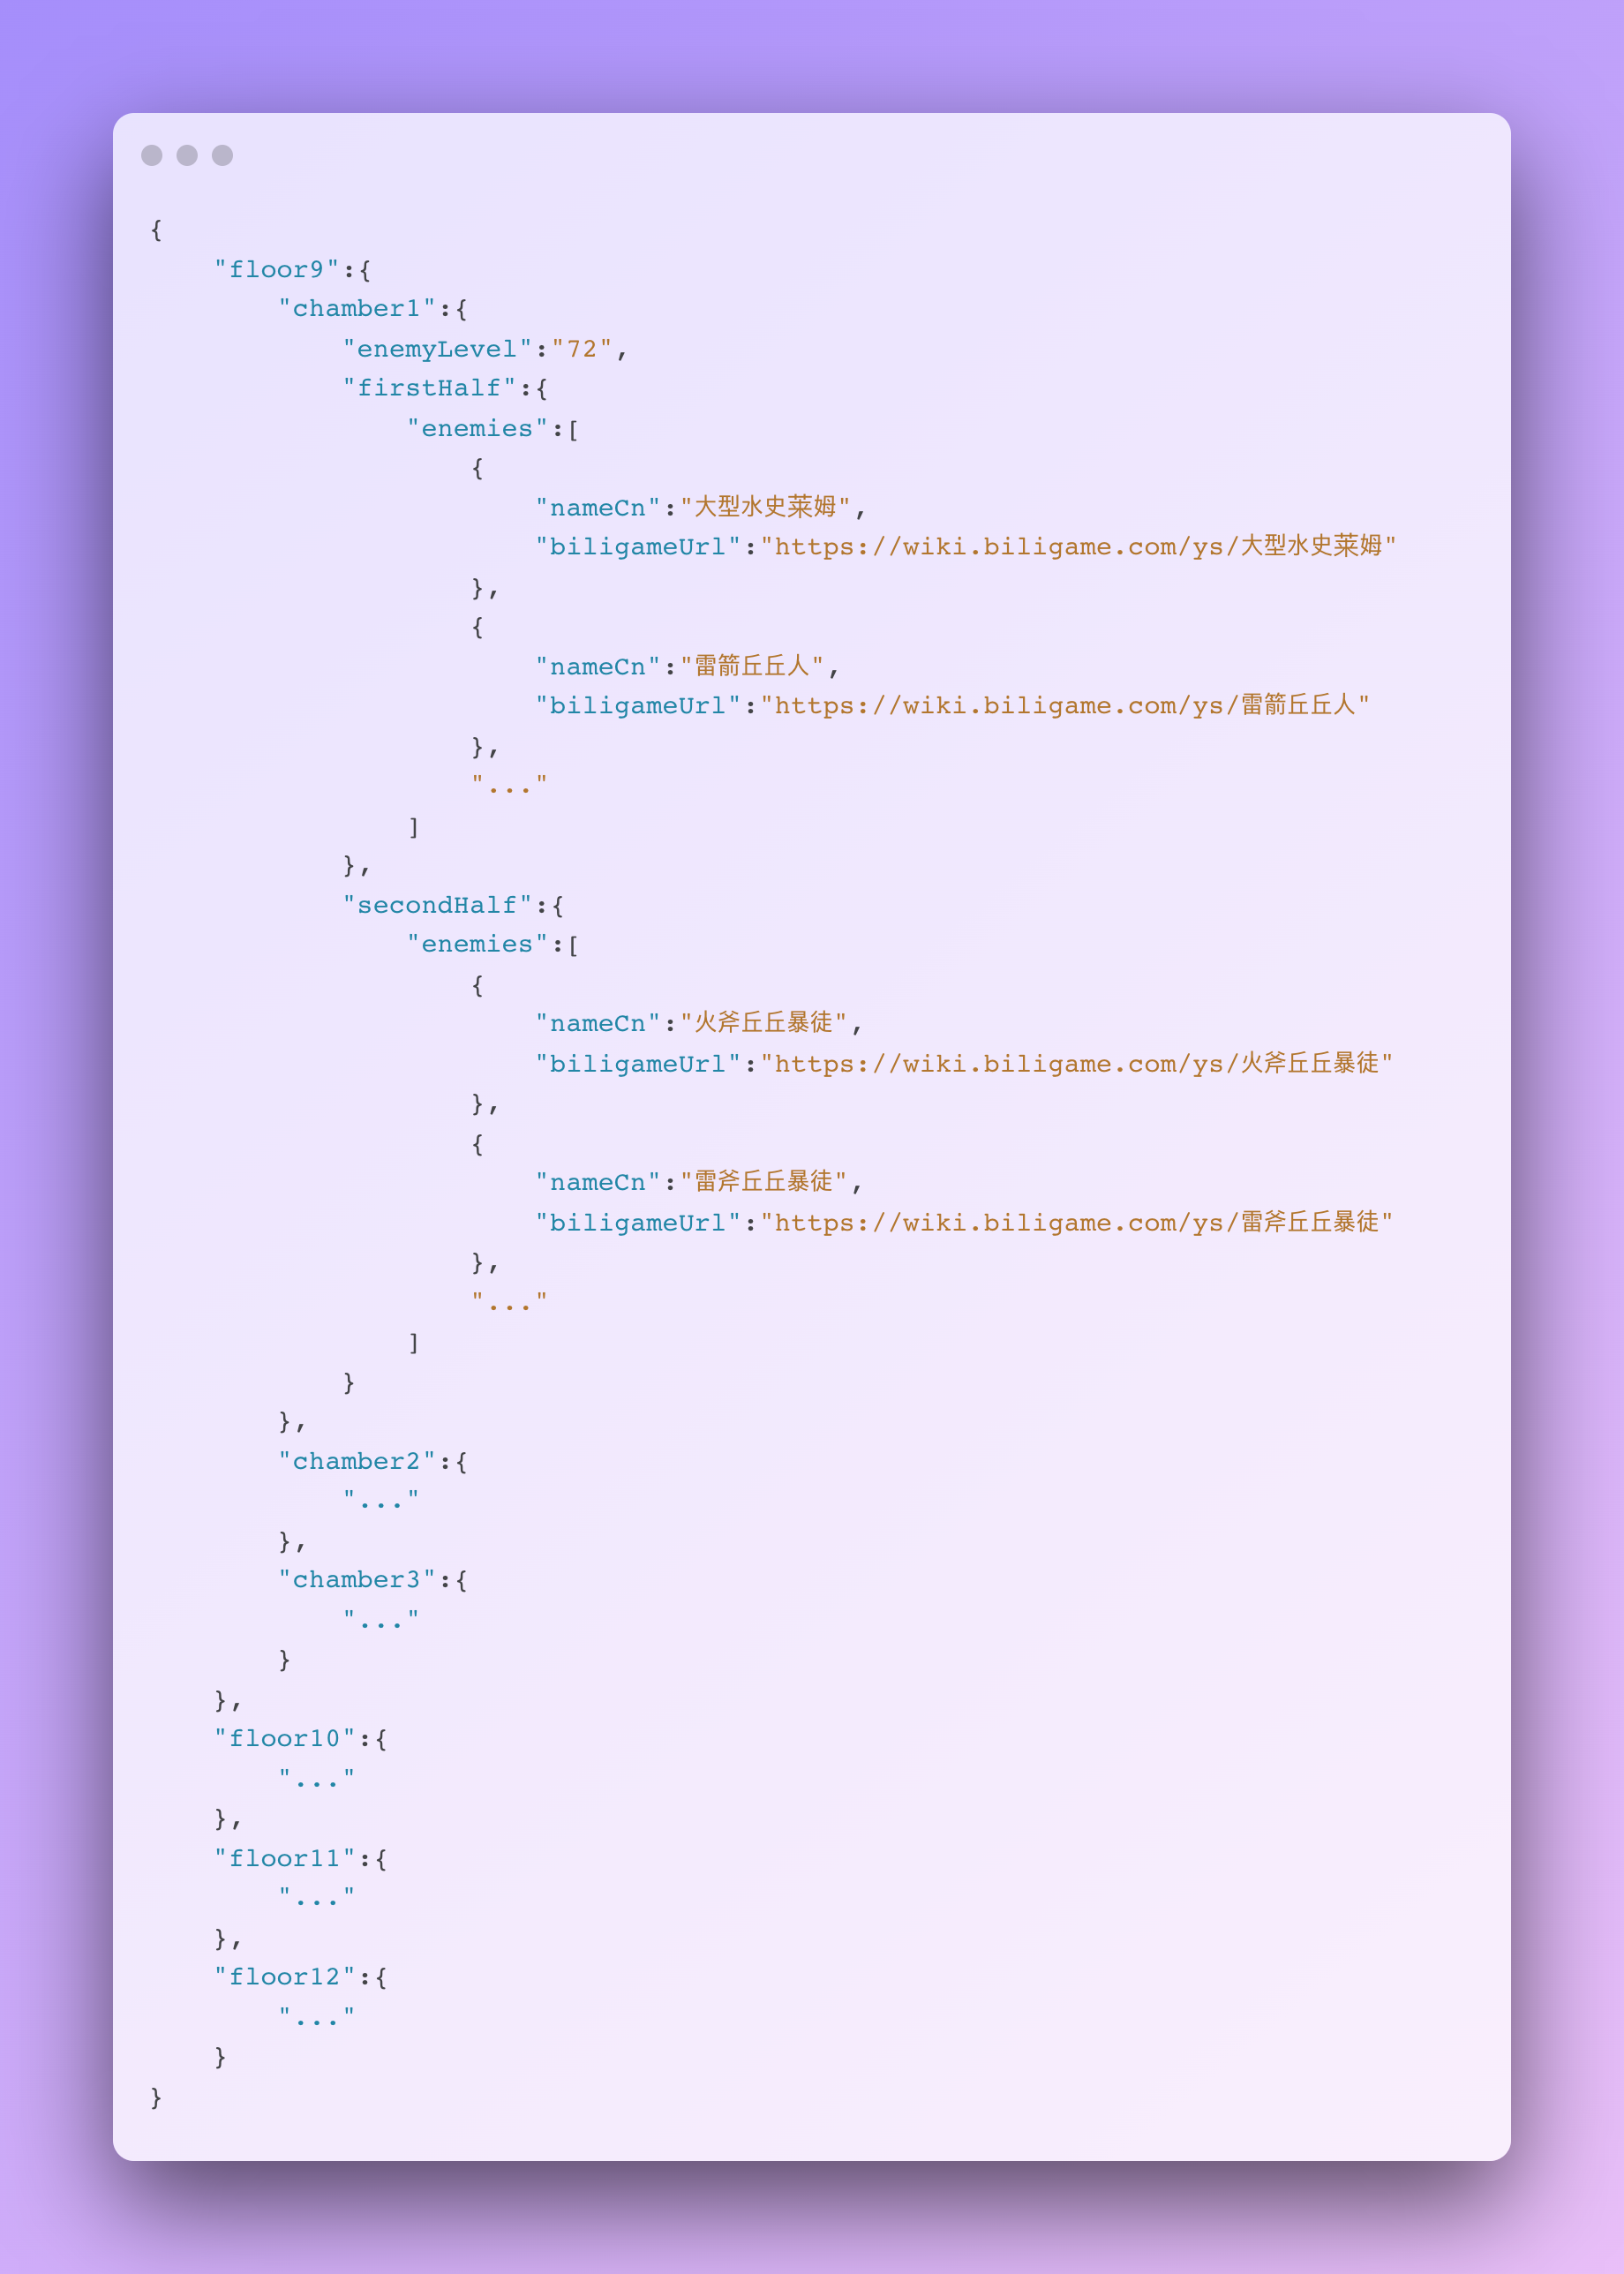 {
    "floor9":{
        "chamber1":{
            "enemyLevel":"72",
            "firstHalf":{
                "enemies":[
                    {
                        "nameCn":"大型水史莱姆",
                        "biligameUrl":"https://wiki.biligame.com/ys/大型水史莱姆"
                    },
                    {
                        "nameCn":"雷箭丘丘人",
                        "biligameUrl":"https://wiki.biligame.com/ys/雷箭丘丘人"
                    },
                    "..."
                ]
            },
            "secondHalf":{
                "enemies":[
                    {
                        "nameCn":"火斧丘丘暴徒",
                        "biligameUrl":"https://wiki.biligame.com/ys/火斧丘丘暴徒"
                    },
                    {
                        "nameCn":"雷斧丘丘暴徒",
                        "biligameUrl":"https://wiki.biligame.com/ys/雷斧丘丘暴徒"
                    },
                    "..."
                ]
            }
        },
        "chamber2":{
            "..."
        },
        "chamber3":{
            "..."
        }
    },
    "floor10":{
        "..."
    },
    "floor11":{
        "..."
    },
    "floor12":{
        "..."
    }
}